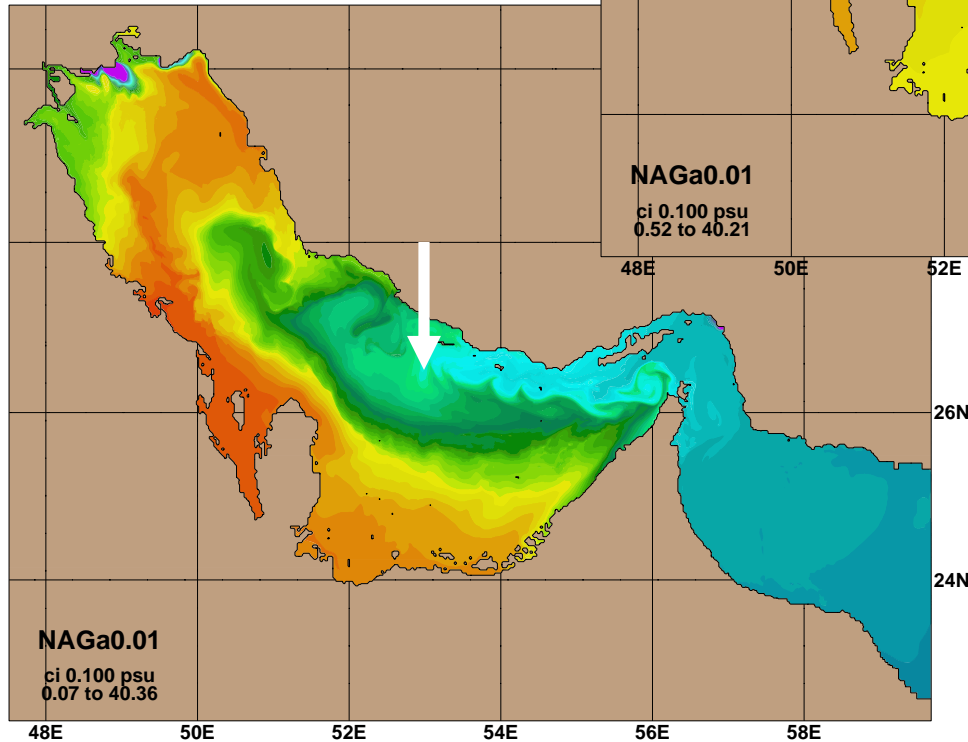 NAGa0.01
ci 0.100 psu
0.52 to 40.21
48E 50E 52E
26N
24N
NAGa0.01
ci 0.100 psu
0.07 to 40.36
48E 50E 52E 54E 56E 58E